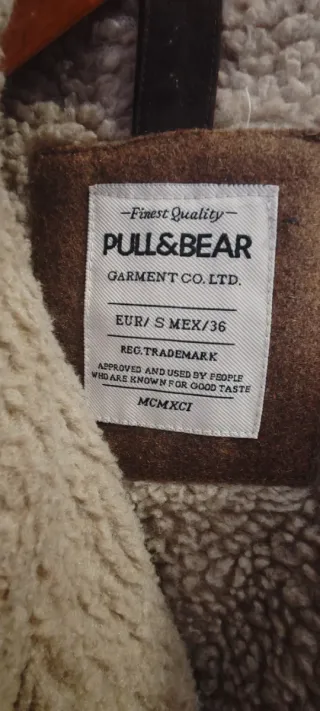 —Finest Quality—
PULL&BEAR
GARMENT CO. LTD.
EUR/ S MEX/36
REG.TRADEMARK
APPROVED AND USED BY PEOPLE
WHO ARE KNOWN FOR GOOD TASTE
MCMXCI